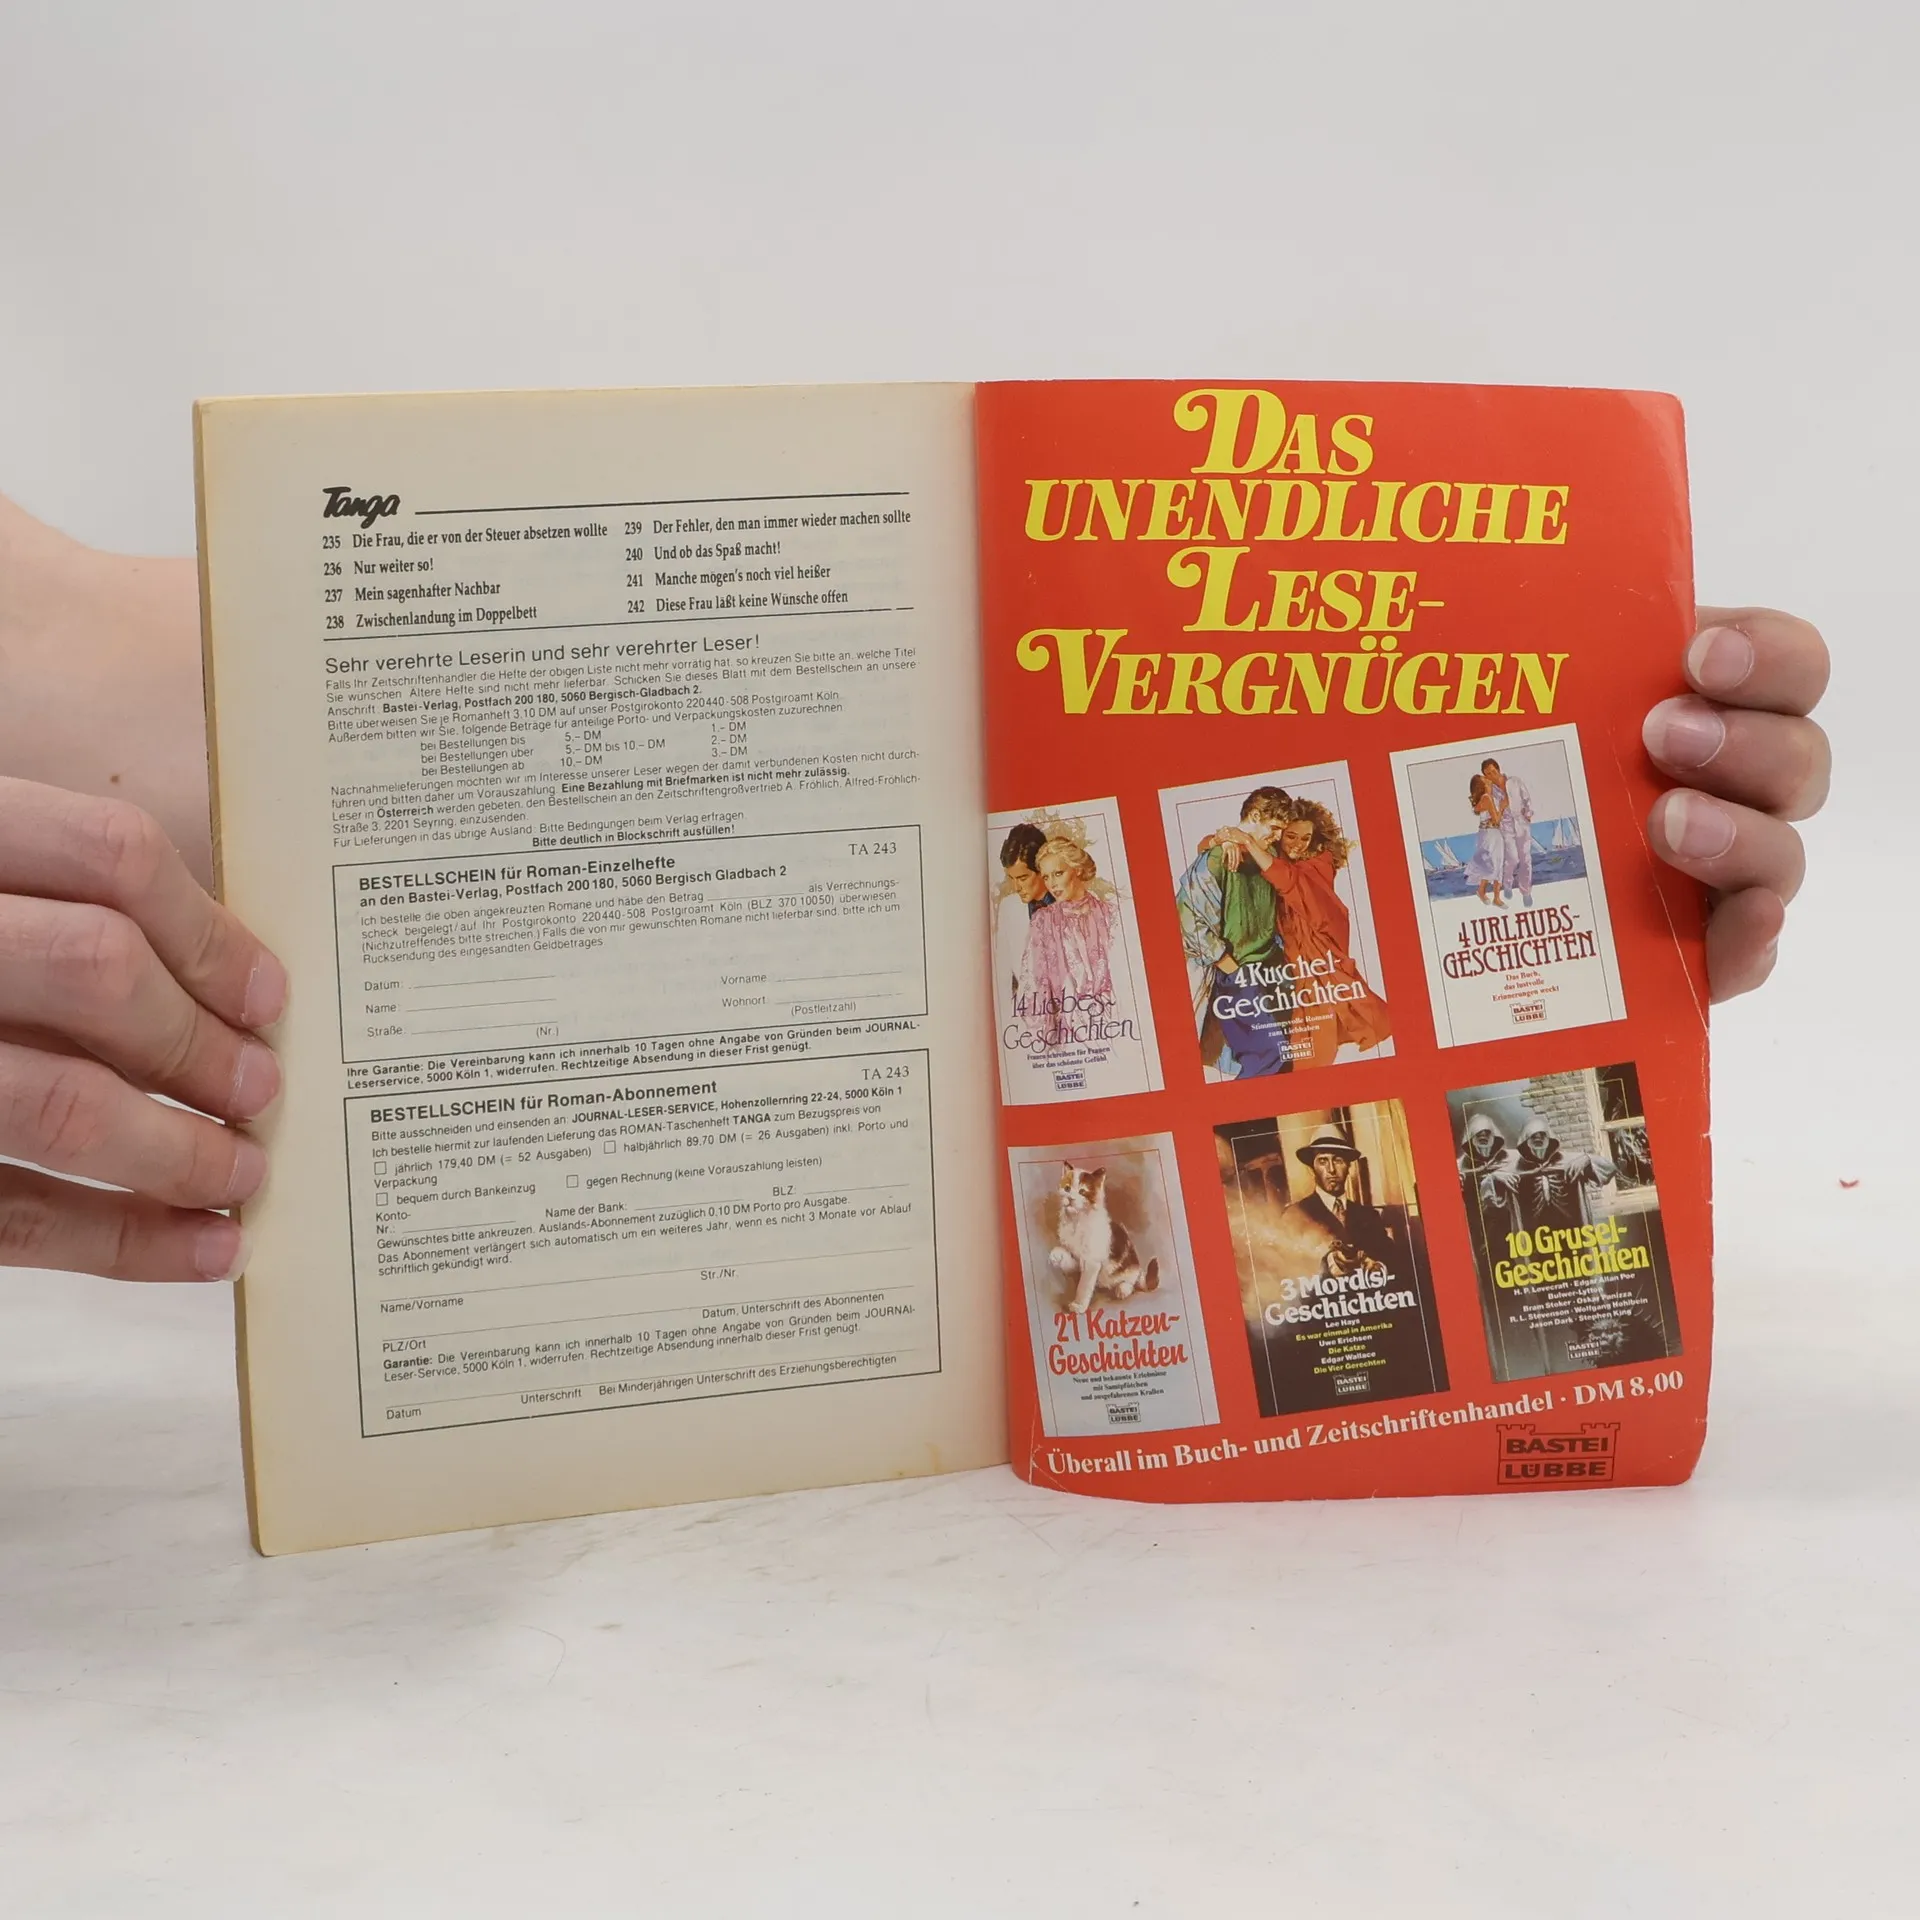 Tanga
235 Die Frau, die er von der Steuer absetzen wollte
236 Nur weiter so!
237 Mein sagenhafter Nachbar
238 Zwischenlandung im Doppelbett
239 Der Fehler, den man immer wieder machen sollte
240 Und ob das Spaß macht!
241 Manche mögen's noch viel heißer
242 Diese Frau läßt keine Wünsche offen
Sehr verehrte Leserin und sehr verehrter Leser!
Falls Ihr Zeitschriftenhändler die Hefte der obigen Liste nicht mehr vorrätig hat, so kreuzen Sie bitte an, welche Titel
Sie wünschen. Ältere Hefte sind nicht mehr lieferbar. Schicken Sie dieses Blatt mit dem Bestellschein an unsere
Anschrift: Bastei-Verlag, Postfach 200 180, 5060 Bergisch-Gladbach 2.
Bitte überweisen Sie je Romanheft 3,10 DM auf unser Postgirokonto 220440-508 Postgiroamt Köln.
Außerdem bitten wir Sie, folgende Beträge für anteilige Porto- und Verpackungskosten zuzurechnen:
bei Bestellungen bis 5,– DM 1,– DM
bei Bestellungen über 5,– DM bis 10,– DM 2,– DM
bei Bestellungen ab 10,– DM 3,– DM
Nachnahmelieferungen möchten wir im Interesse unserer Leser wegen der damit verbundenen Kosten nicht durch-
führen und bitten daher um Vorauszahlung. Eine Bezahlung mit Briefmarken ist nicht mehr zulässig.
Leser in Österreich werden gebeten, den Bestellschein an den Zeitschriftengroßvertrieb A. Fröhlich, Alfred-Fröhlich-
Straße 3, 2201 Seyring, einzusenden.
Für Lieferungen in das übrige Ausland: Bitte Bedingungen beim Verlag erfragen.
Bitte deutlich in Blockschrift ausfüllen!
BESTELLSCHEIN für Roman-Einzelhefte TA 243
an den Bastei-Verlag, Postfach 200180, 5060 Bergisch Gladbach 2
Ich bestelle die oben angekreuzten Romane und habe den Betrag als Verrechnungs-
scheck beigelegt/auf Ihr Postgirokonto 220440-508 Postgiroamt Köln (BLZ 370 100 50) überwiesen
(Nichzutreffendes bitte streichen.) Falls die von mir gewünschten Romane nicht lieferbar sind, bitte ich um
Rücksendung des eingesandten Geldbetrages.
Datum: Vorname
Name: Wohnort:
Straße: (Nr.) (Postleitzahl)
Ihre Garantie: Die Vereinbarung kann ich innerhalb 10 Tagen ohne Angabe von Gründen beim JOURNAL-
Leserservice, 5000 Köln 1, widerrufen. Rechtzeitige Absendung in dieser Frist genügt.
BESTELLSCHEIN für Roman-Abonnement TA 243
Bitte ausschneiden und einsenden an: JOURNAL-LESER-SERVICE, Hohenzollernring 22-24, 5000 Köln 1
Ich bestelle hiermit zur laufenden Lieferung das ROMAN-Taschenheft TANGA zum Bezugspreis von
jährlich 179,40 DM (= 52 Ausgaben) halbjährlich 89,70 DM (= 26 Ausgaben) inkl. Porto und
Verpackung
bequem durch Bankeinzug gegen Rechnung (keine Vorauszahlung leisten)
Konto-
Nr.: Name der Bank: BLZ:
Gewünschtes bitte ankreuzen. Auslands-Abonnement zuzüglich 0,10 DM Porto pro Ausgabe.
Das Abonnement verlängert sich automatisch um ein weiteres Jahr, wenn es nicht 3 Monate vor Ablauf
schriftlich gekündigt wird.
Name/Vorname Str./Nr.
PLZ/Ort Datum, Unterschrift des Abonnenten
Garantie: Die Vereinbarung kann ich innerhalb 10 Tagen ohne Angabe von Gründen beim JOURNAL-
Leser-Service, 5000 Köln 1, widerrufen. Rechtzeitige Absendung innerhalb dieser Frist genügt.
Datum Unterschrift Bei Minderjährigen Unterschrift des Erziehungsberechtigten
DAS
UNENDLICHE
LESE-
VERGNÜGEN
14 Liebes-
Geschichten
Frauen schreiben für Frauen
über das schönste Gefühl
BASTEI
LÜBBE
4 Kuschel-
Geschichten
Stimmungsvolle Romane
zum Liebhaben
BASTEI
LÜBBE
4 URLAUBS-
GESCHICHTEN
Das Buch,
das lustvolle
Erinnerungen weckt
BASTEI
LÜBBE
21 Katzen-
Geschichten
Neue und bekannte Erlebnisse
mit Samtpfötchen
und ausgefahrenen Krallen
BASTEI
LÜBBE
3 Mord(s)-
Geschichten
Lee Hays
Es war einmal in Amerika
Uwe Erichsen
Die Katze
Edgar Wallace
Die Vier Gerechten
BASTEI
LÜBBE
10 Grusel-
Geschichten
H. P. Lovecraft · Edgar Allan Poe
Bulwer-Lytton
Bram Stoker · Oskar Panizza
R. L. Stevenson · Wolfgang Hohlbein
Jason Dark · Stephen King
BASTEI
LÜBBE
Überall im Buch- und Zeitschriftenhandel · DM 8,00
BASTEI
LÜBBE